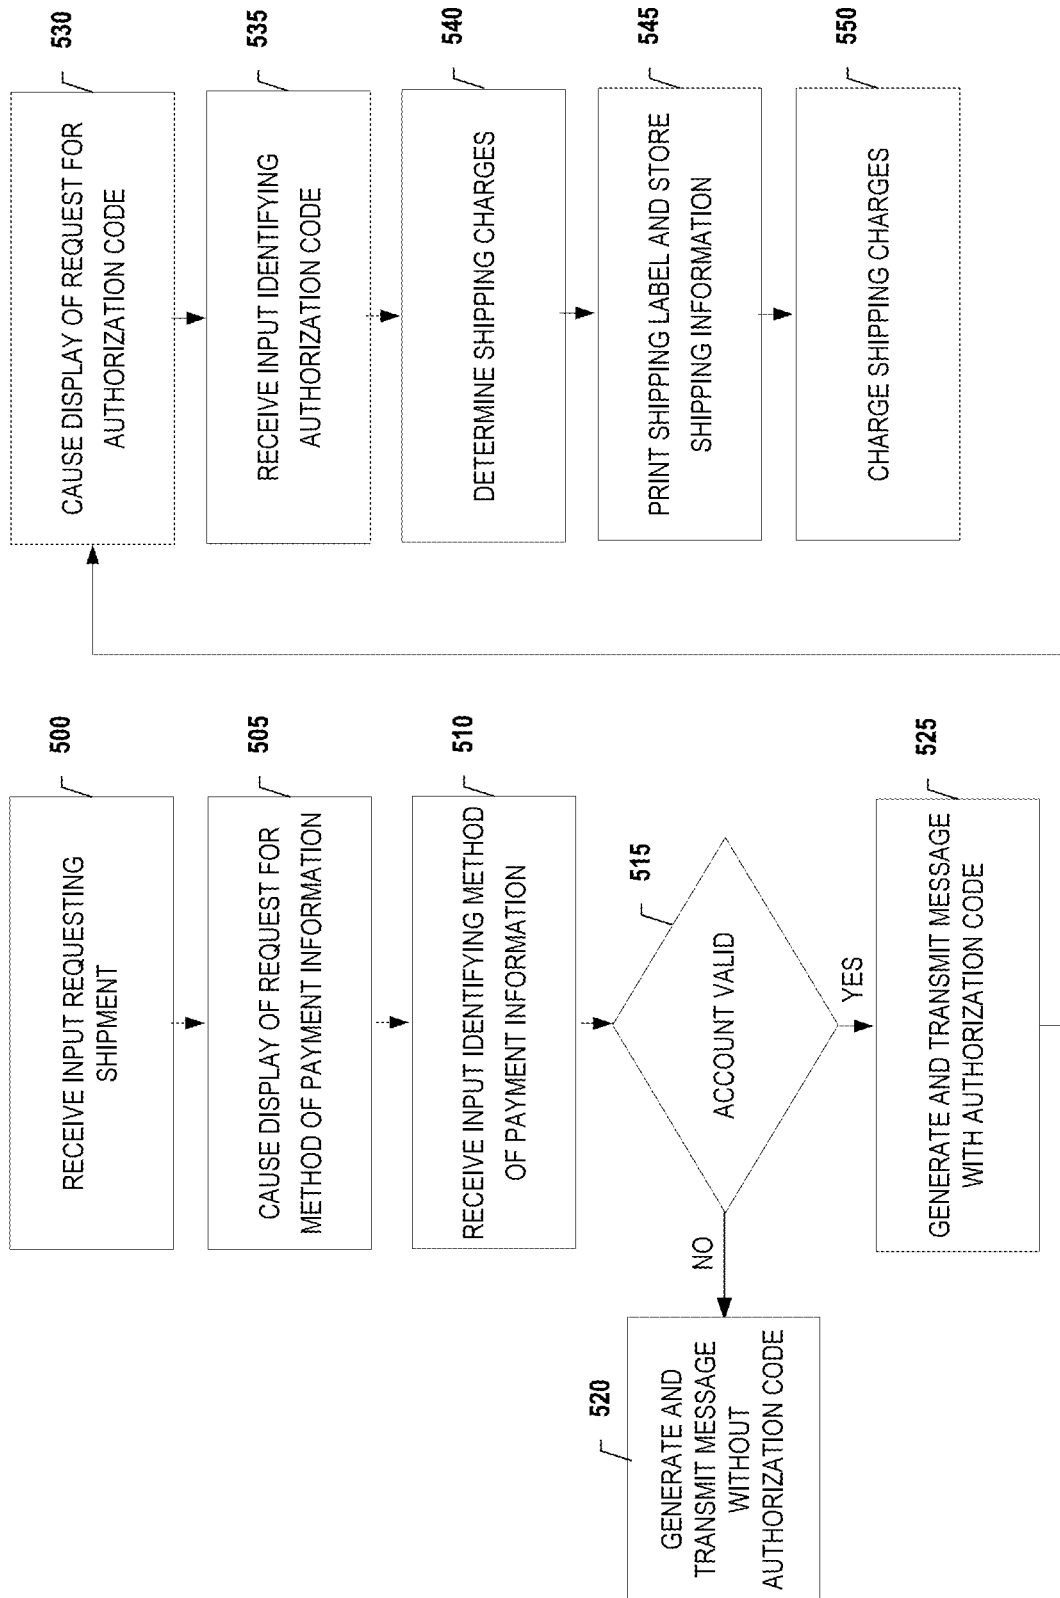 500
RECEIVE INPUT REQUESTING
SHIPMENT
505
CAUSE DISPLAY OF REQUEST FOR
METHOD OF PAYMENT INFORMATION
510
RECEIVE INPUT IDENTIFYING METHOD
OF PAYMENT INFORMATION
515
ACCOUNT VALID
NO
YES
520
GENERATE AND
TRANSMIT MESSAGE
WITHOUT
AUTHORIZATION CODE
525
GENERATE AND TRANSMIT MESSAGE
WITH AUTHORIZATION CODE
530
CAUSE DISPLAY OF REQUEST FOR
AUTHORIZATION CODE
535
RECEIVE INPUT IDENTIFYING
AUTHORIZATION CODE
540
DETERMINE SHIPPING CHARGES
545
PRINT SHIPPING LABEL AND STORE
SHIPPING INFORMATION
550
CHARGE SHIPPING CHARGES